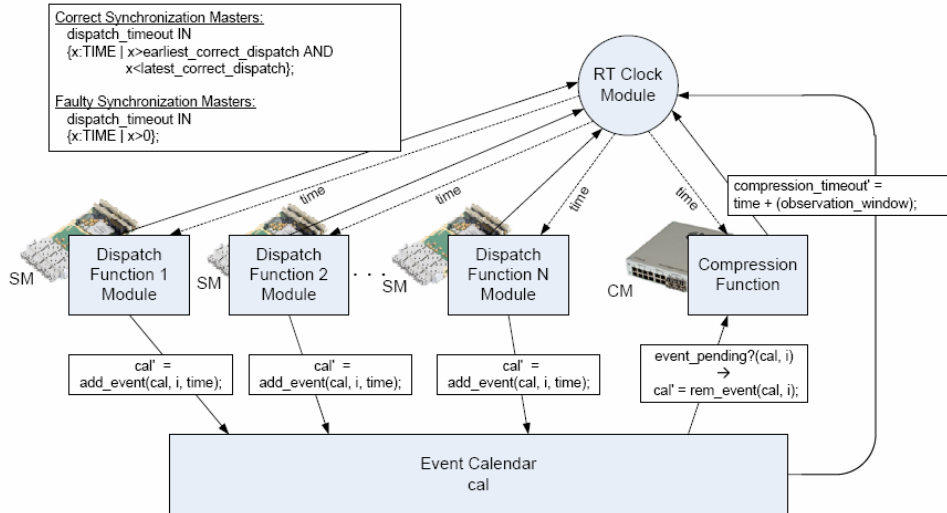 Correct Synchronization Masters:
dispatch_timeout IN
{x:TIME | x>earliest_correct_dispatch AND
x<latest_correct_dispatch};
Faulty Synchronization Masters:
dispatch_timeout IN
{x:TIME | x>0};
RT Clock
Module
time
time
time
time
compression_timeout' =
time + (observation_window);
SM
Dispatch
Function 1
Module
SM
Dispatch
Function 2
Module
. . .
SM
Dispatch
Function N
Module
CM
Compression
Function
cal' =
add_event(cal, i, time);
cal' =
add_event(cal, i, time);
cal' =
add_event(cal, i, time);
event_pending?(cal, i)
→
cal' = rem_event(cal, i);
Event Calendar
cal